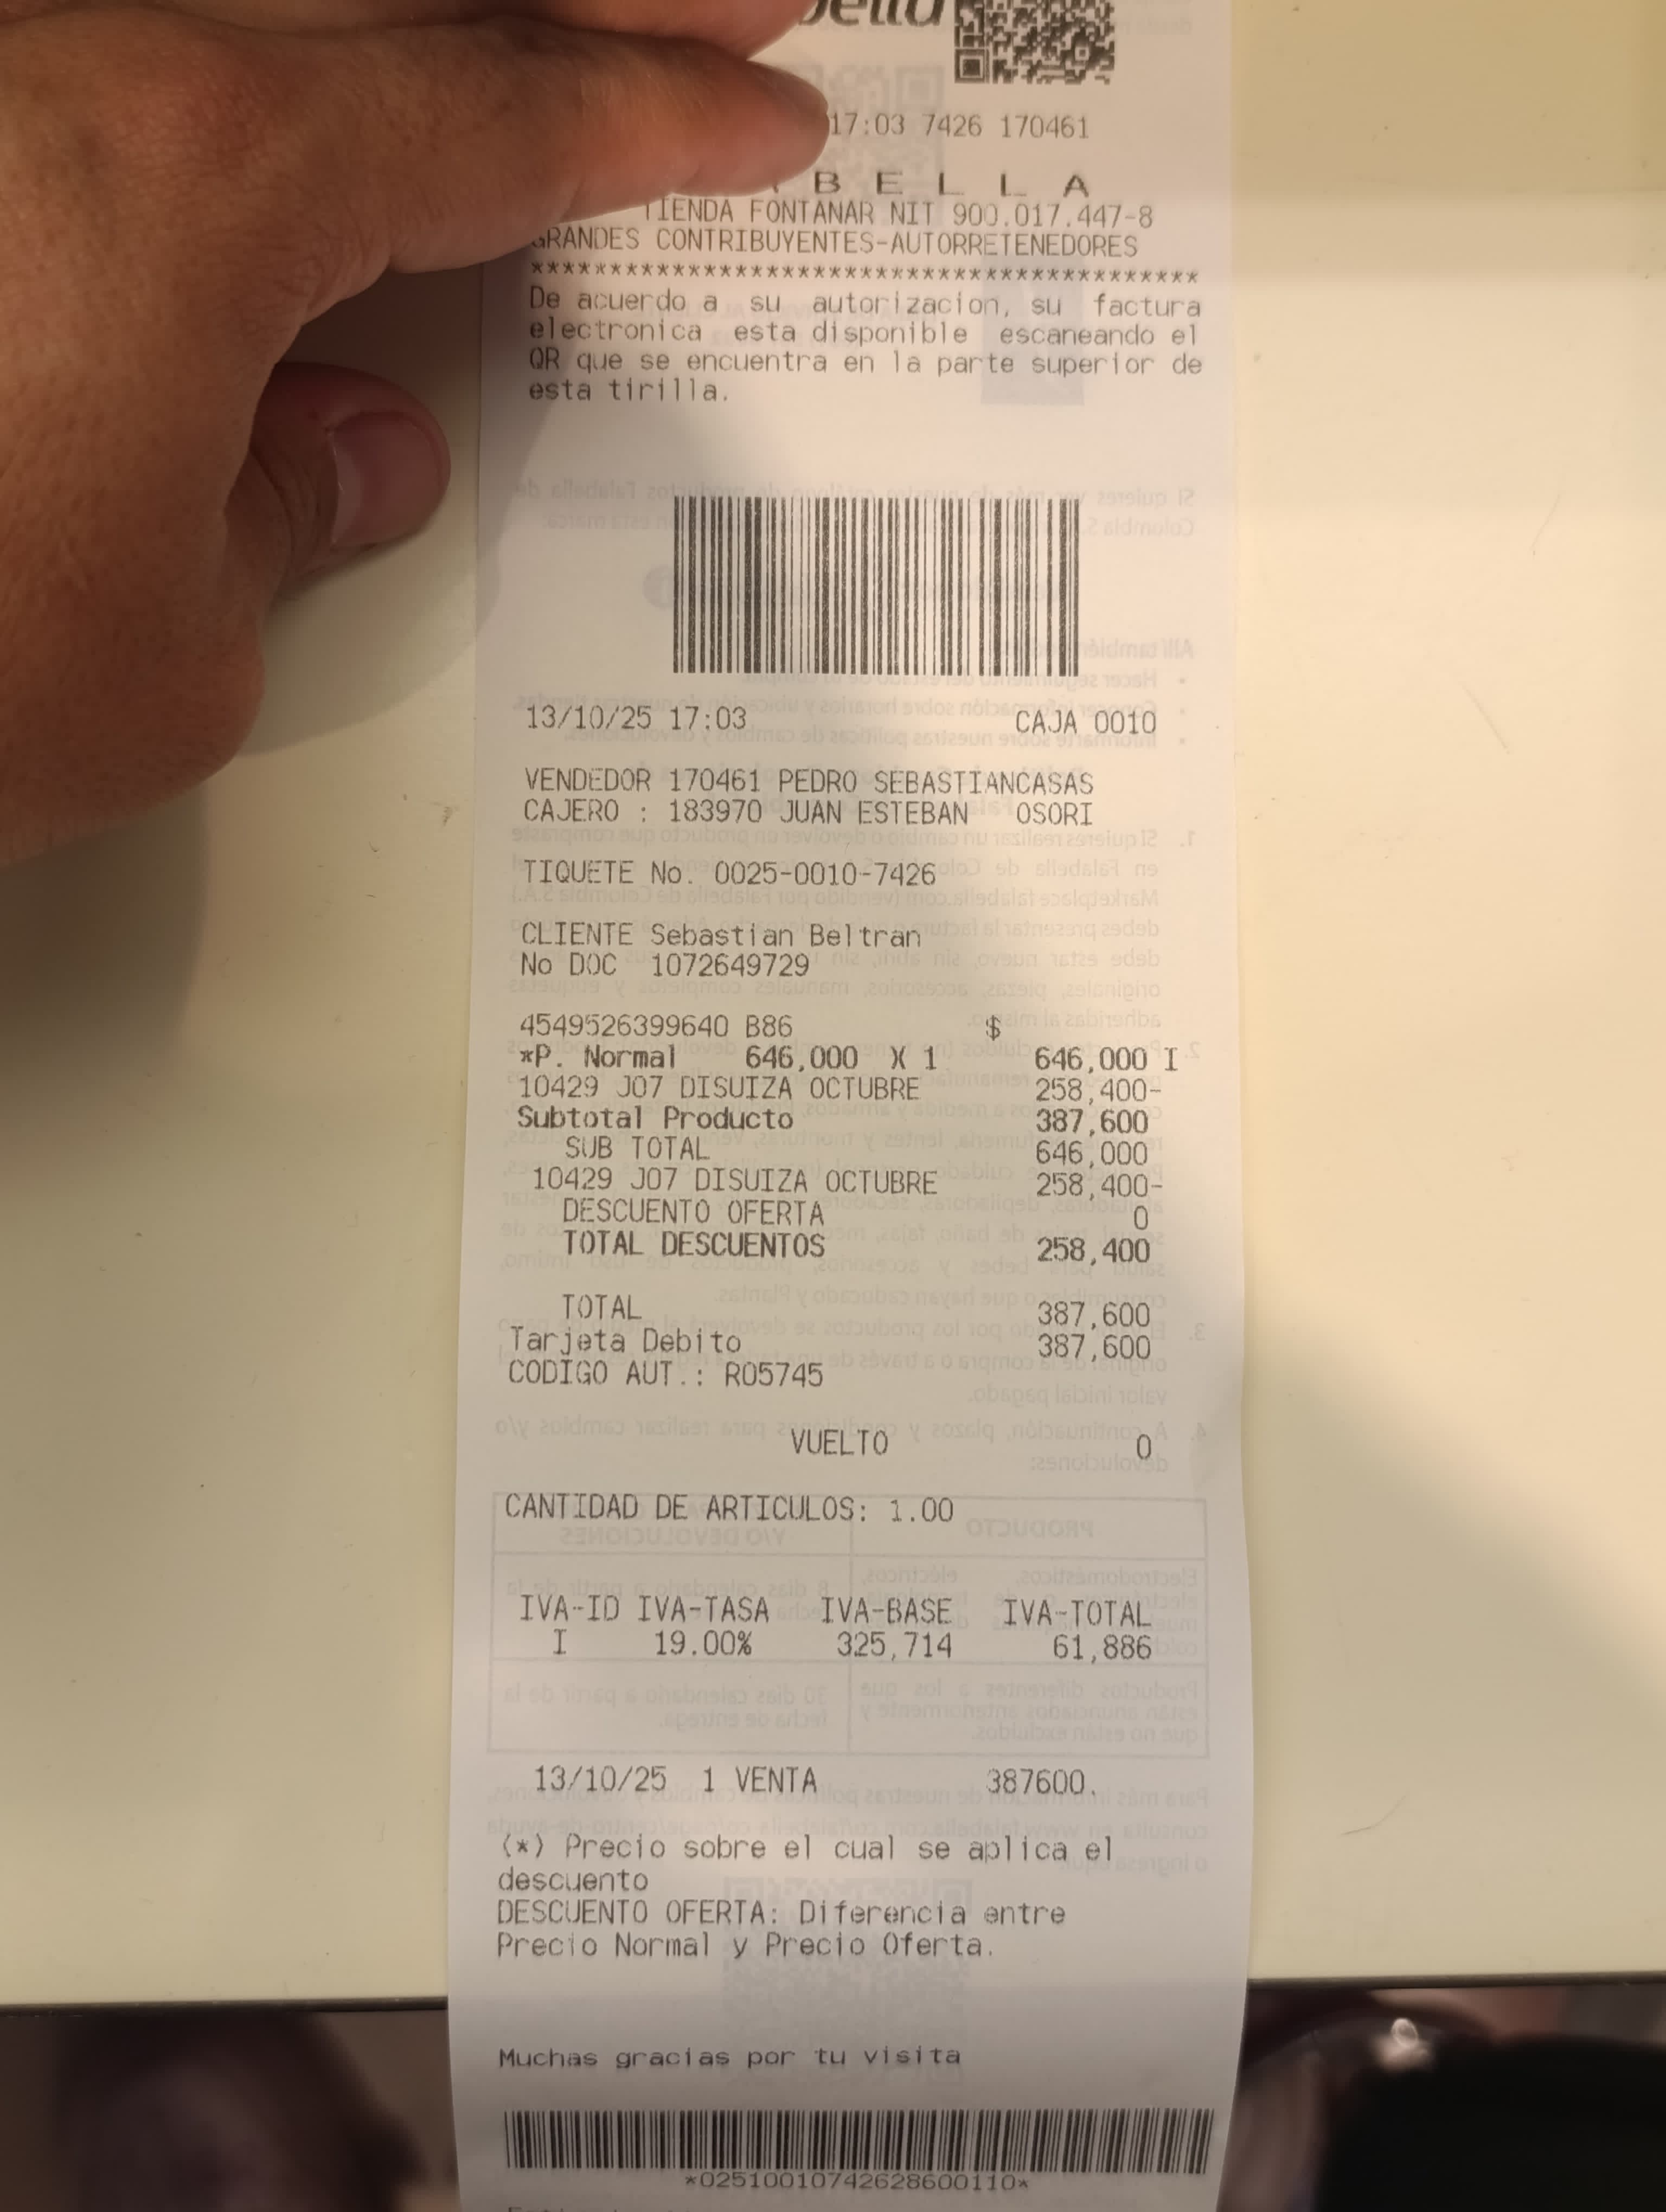 17:03 7426 170461
B E L L A
TIENDA FONTANAR NIT 900.017.447-8
GRANDES CONTRIBUYENTES-AUTORRETENEDORES
******************************************
De acuerdo a su autorizacion, su factura
electronica esta disponible escaneando el
QR que se encuentra en la parte superior de
esta tirilla.
13/10/25 17:03 CAJA 0010
VENDEDOR 170461 PEDRO SEBASTIANCASAS
CAJERO : 183970 JUAN ESTEBAN OSORI
TIQUETE No. 0025-0010-7426
CLIENTE Sebastian Beltran
No DOC 1072649729
4549526399640 B86 $
*P. Normal 646,000 X 1 646,000 I
10429 J07 DISUIZA OCTUBRE 258,400-
Subtotal Producto 387,600
SUB TOTAL 646,000
10429 J07 DISUIZA OCTUBRE 258,400-
DESCUENTO OFERTA 0
TOTAL DESCUENTOS 258,400
TOTAL 387,600
Tarjeta Debito 387,600
CODIGO AUT.: R05745
VUELTO 0
CANTIDAD DE ARTICULOS: 1.00
IVA-ID IVA-TASA IVA-BASE IVA-TOTAL
I 19.00% 325,714 61,886
13/10/25 1 VENTA 387600.
(*) Precio sobre el cual se aplica el
descuento
DESCUENTO OFERTA: Diferencia entre
Precio Normal y Precio Oferta.
Muchas gracias por tu visita
*02510010742628600110*